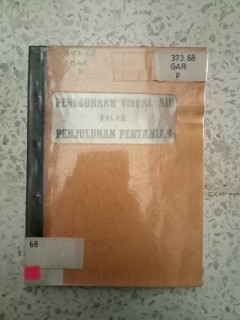 373.68
GAR
P
PENGGUNAAN VISUAL AID
DALAM
PENJULUHAN PERTANIAN
68